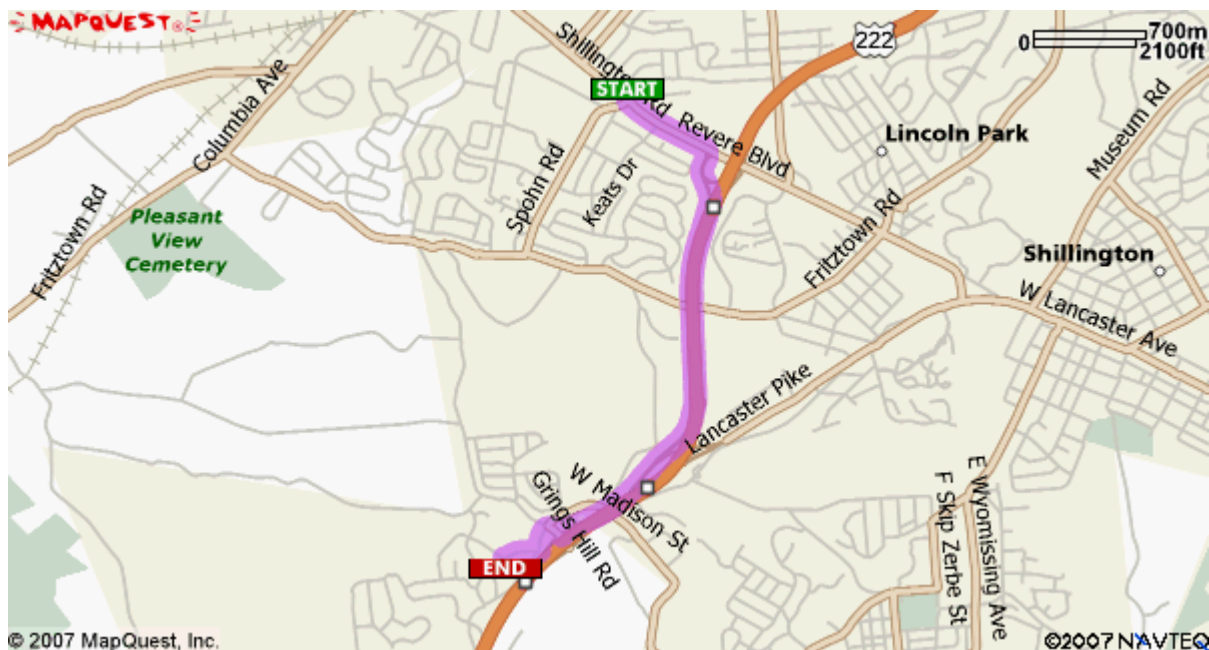 MAPQUEST®
222
0 700m
2100ft
Shillington Rd
START
Revere Blvd
Lincoln Park
Museum Rd
Columbia Ave
Spohn Rd
Keats Dr
Fritztown Rd
Pleasant
View
Cemetery
Fritztown Rd
Shillington
W Lancaster Ave
Lancaster Pike
W Madison St
Grings Hill Rd
E Wyomissing Ave
F Skip Zerbe St
END
© 2007 MapQuest, Inc.
©2007 NAVTEQ